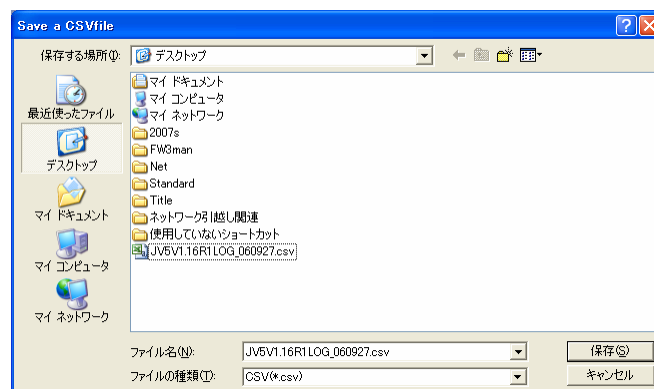 Save a CSVfile
保存する場所(I):
デスクトップ
最近使ったファイル
デスクトップ
マイ ドキュメント
マイ コンピュータ
マイ ネットワーク
マイ ドキュメント
マイ コンピュータ
マイ ネットワーク
2007s
FW3man
Net
Standard
Title
ネットワーク引越し関連
使用していないショートカット
JV5V1.16R1LOG_060927.csv
ファイル名(N):
JV5V1.16R1LOG_060927.csv
保存(S)
ファイルの種類(T):
CSV(*.csv)
キャンセル